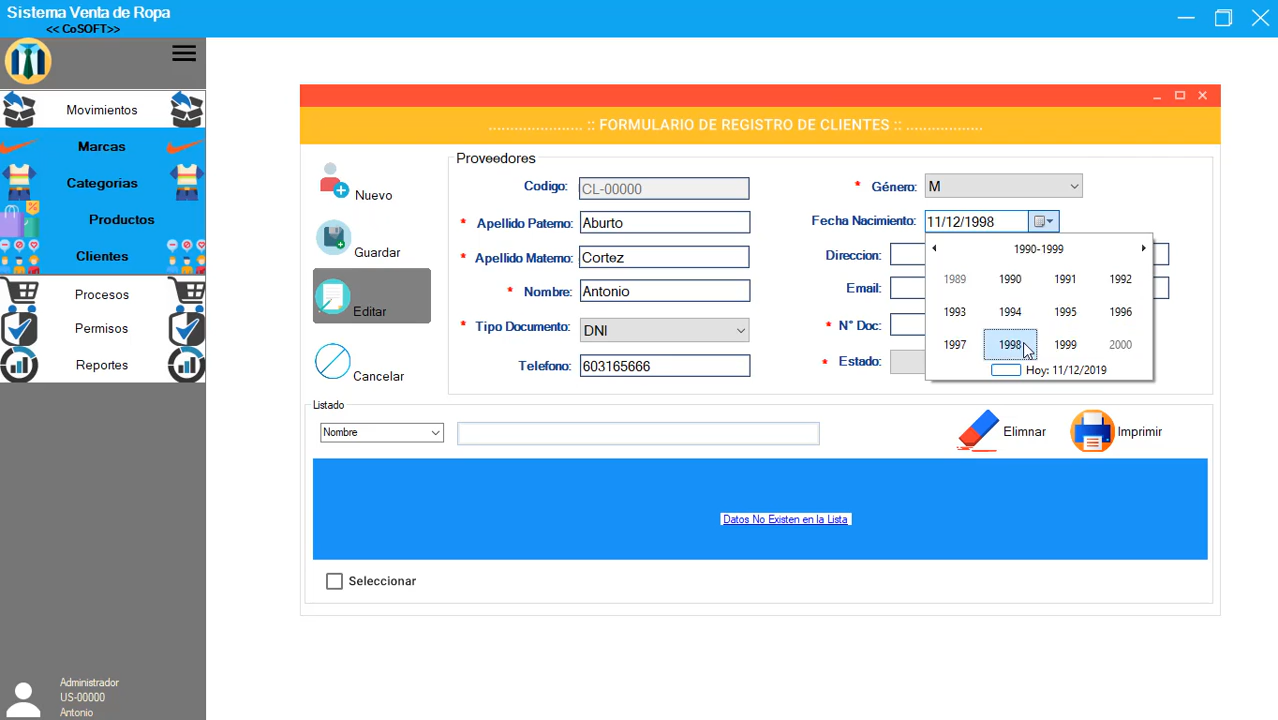 Sistema Venta de Ropa
<< CoSOFT>>
Movimientos
Marcas
Categorias
Productos
Clientes
Procesos
Permisos
Reportes
Administrador
US-00000
Antonio
..................... :: FORMULARIO DE REGISTRO DE CLIENTES :: .................
Nuevo
Guardar
Editar
Cancelar
Proveedores
Codigo: CL-00000
* Apellido Paterno: Aburto
* Apellido Materno: Cortez
* Nombre: Antonio
* Tipo Documento: DNI
Telefono: 603165666
* Género: M
Fecha Nacimiento: 11/12/1998
Direccion:
Email:
* N° Doc:
* Estado:
1990-1999
1989 1990 1991 1992
1993 1994 1995 1996
1997 1998 1999 2000
Hoy: 11/12/2019
Listado
Nombre
Elimnar
Imprimir
Datos No Existen en la Lista
Seleccionar